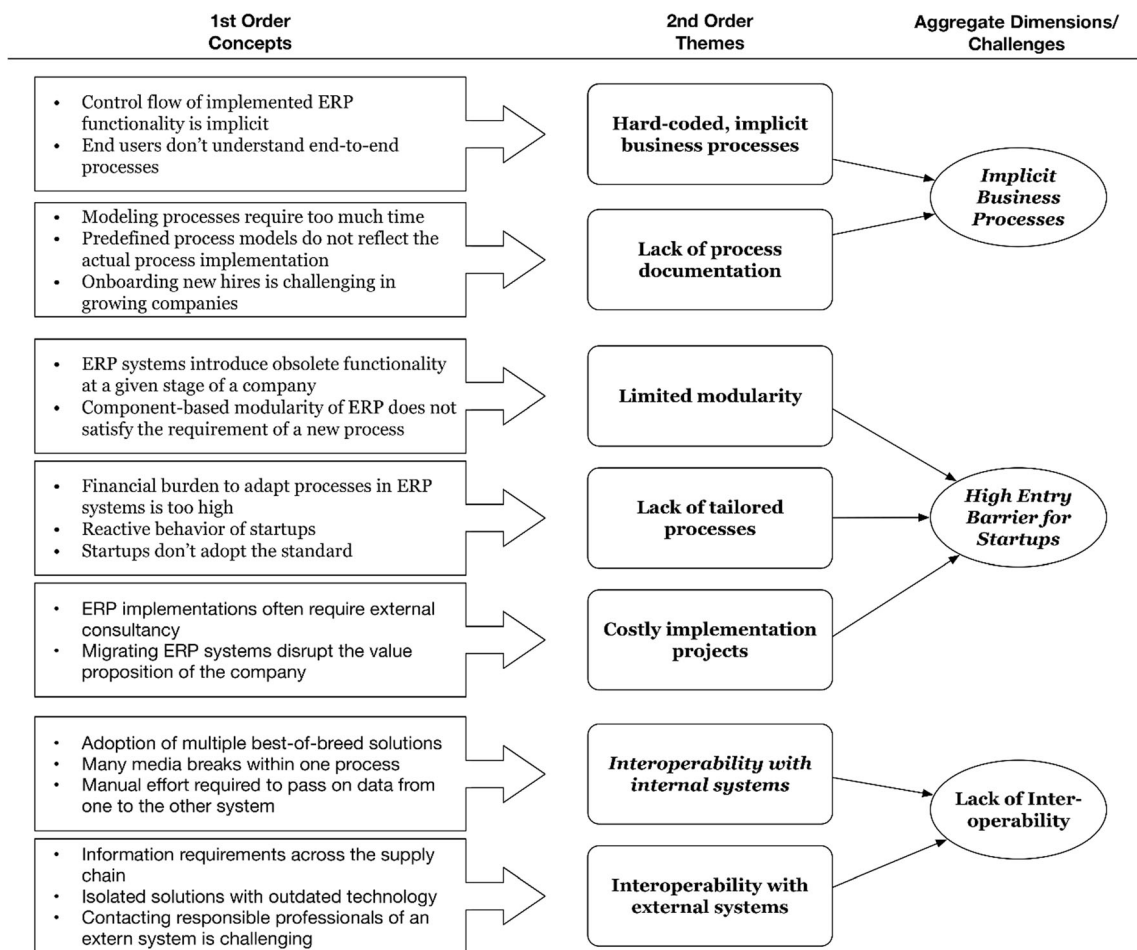 1st Order
Concepts
2nd Order
Themes
Aggregate Dimensions/
Challenges
• Control flow of implemented ERP
functionality is implicit
• End users don't understand end-to-end
processes
Hard-coded, implicit
business processes
• Modeling processes require too much time
• Predefined process models do not reflect the
actual process implementation
• Onboarding new hires is challenging in
growing companies
Lack of process
documentation
Implicit
Business
Processes
• ERP systems introduce obsolete functionality
at a given stage of a company
• Component-based modularity of ERP does not
satisfy the requirement of a new process
Limited modularity
• Financial burden to adapt processes in ERP
systems is too high
• Reactive behavior of startups
• Startups don't adopt the standard
Lack of tailored
processes
• ERP implementations often require external
consultancy
• Migrating ERP systems disrupt the value
proposition of the company
Costly implementation
projects
High Entry
Barrier for
Startups
• Adoption of multiple best-of-breed solutions
• Many media breaks within one process
• Manual effort required to pass on data from
one to the other system
Interoperability with
internal systems
• Information requirements across the supply
chain
• Isolated solutions with outdated technology
• Contacting responsible professionals of an
extern system is challenging
Interoperability with
external systems
Lack of Inter-
operability